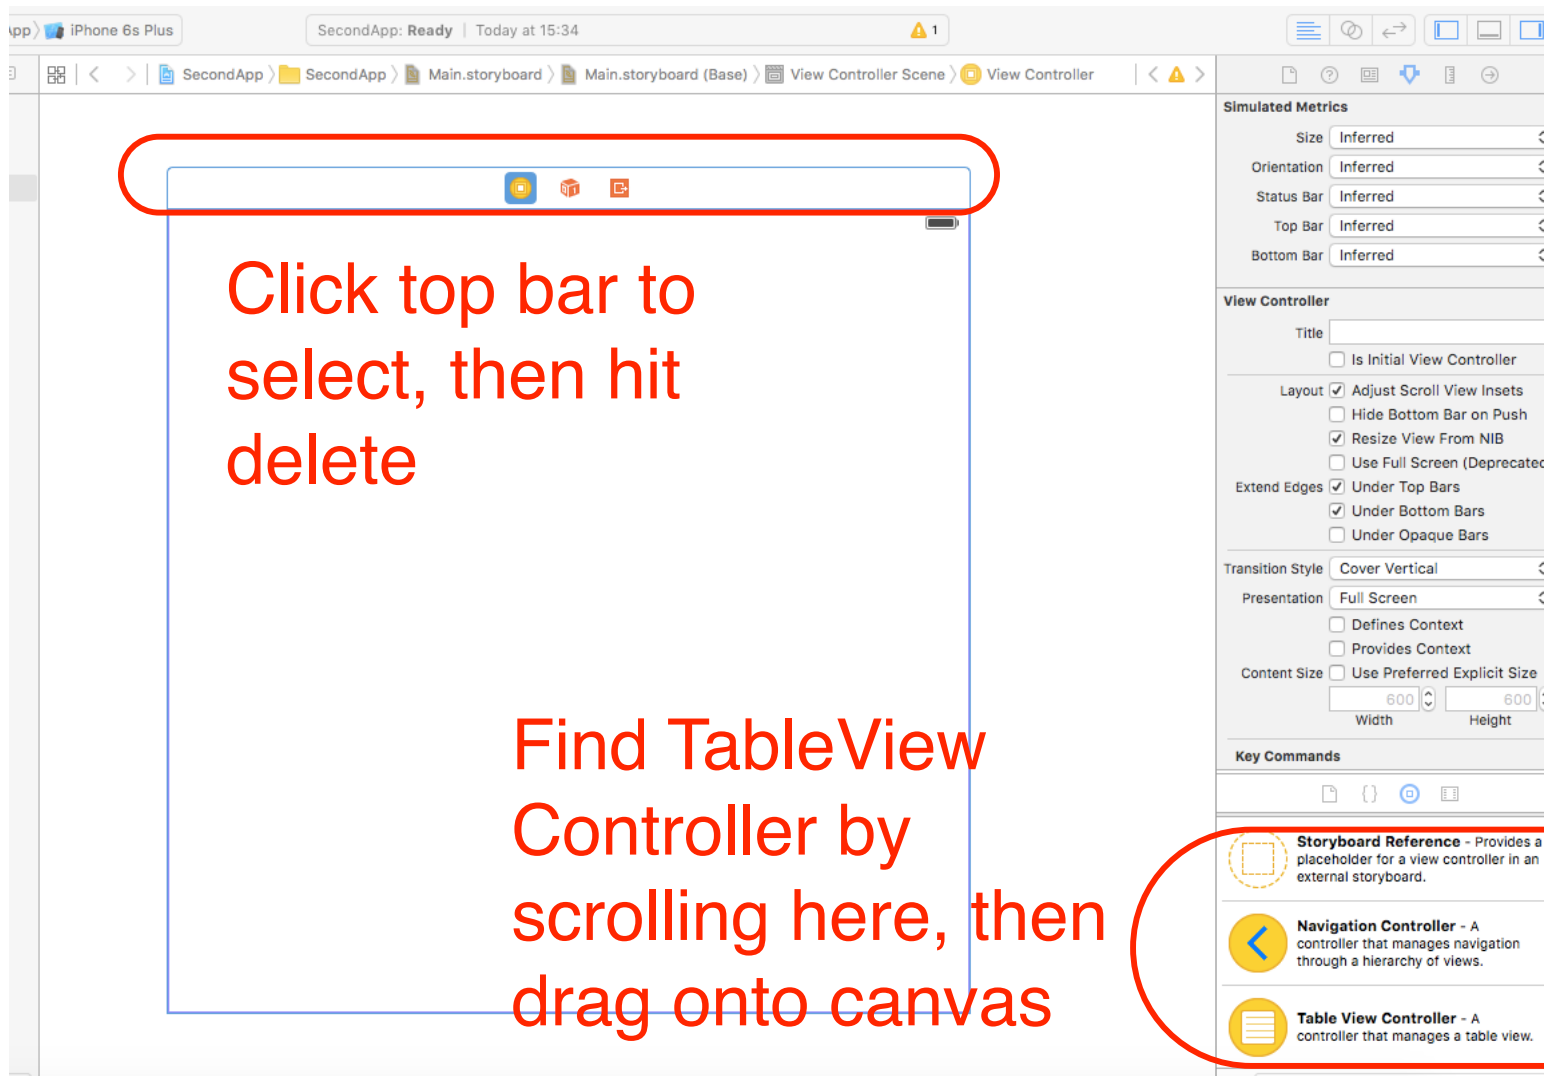 App iPhone 6s Plus
SecondApp: Ready | Today at 15:34
1
SecondApp SecondApp Main.storyboard Main.storyboard (Base) View Controller Scene View Controller
Click top bar to
select, then hit
delete
Find TableView
Controller by
scrolling here, then
drag onto canvas
Simulated Metrics
Size Inferred
Orientation Inferred
Status Bar Inferred
Top Bar Inferred
Bottom Bar Inferred
View Controller
Title
Is Initial View Controller
Layout Adjust Scroll View Insets
Hide Bottom Bar on Push
Resize View From NIB
Use Full Screen (Deprecated
Extend Edges Under Top Bars
Under Bottom Bars
Under Opaque Bars
Transition Style Cover Vertical
Presentation Full Screen
Defines Context
Provides Context
Content Size Use Preferred Explicit Size
600 600
Width Height
Key Commands
{}
Storyboard Reference - Provides a
placeholder for a view controller in an
external storyboard.
Navigation Controller - A
controller that manages navigation
through a hierarchy of views.
Table View Controller - A
controller that manages a table view.